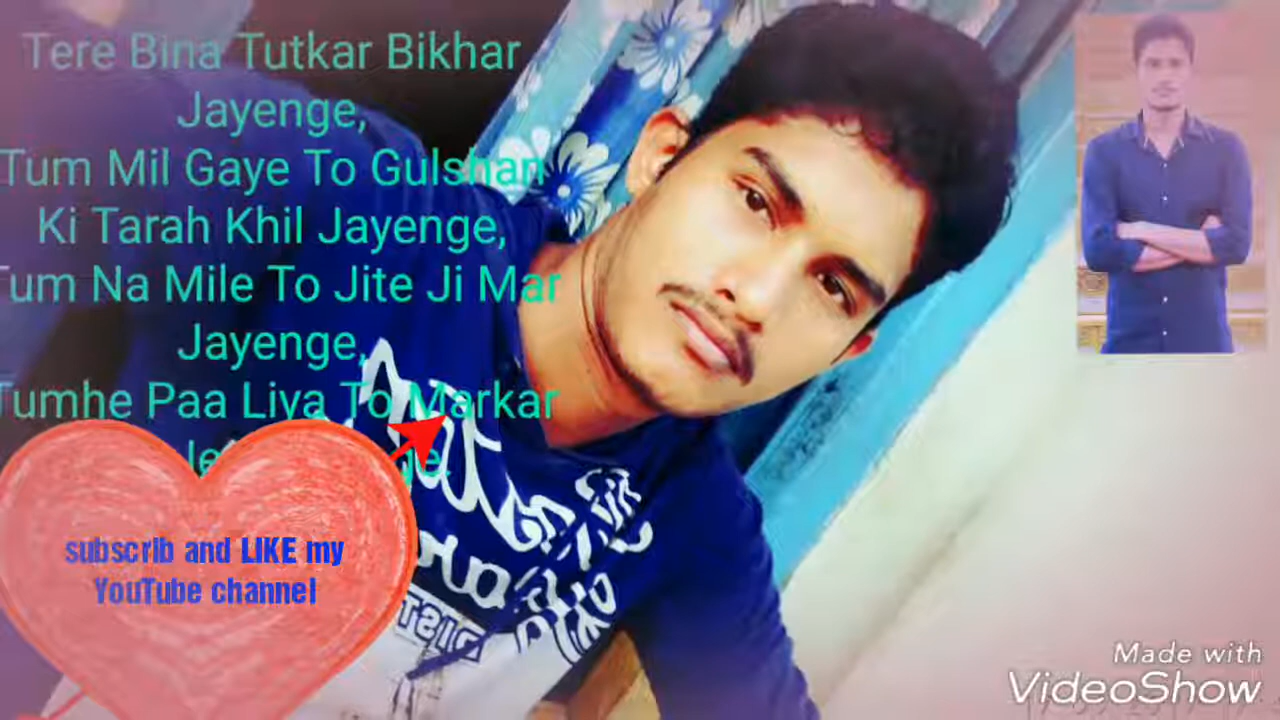 Tere Bina Tutkar Bikhar
Jayenge,
Tum Mil Gaye To Gulshan
Ki Tarah Khil Jayenge,
Tum Na Mile To Jite Ji Mar
Jayenge,
Tumhe Paa Liya To Markar
subscrib and LIKE my
YouTube channel
Made with
VideoShow